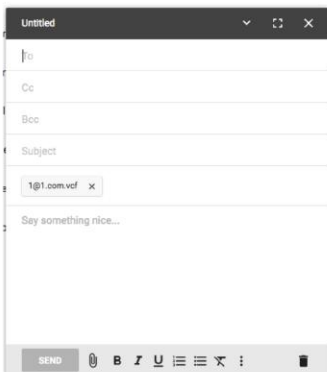 Untitled
To
Cc
Bcc
Subject
1@1.com.vcf
Say something nice...
SEND B I U